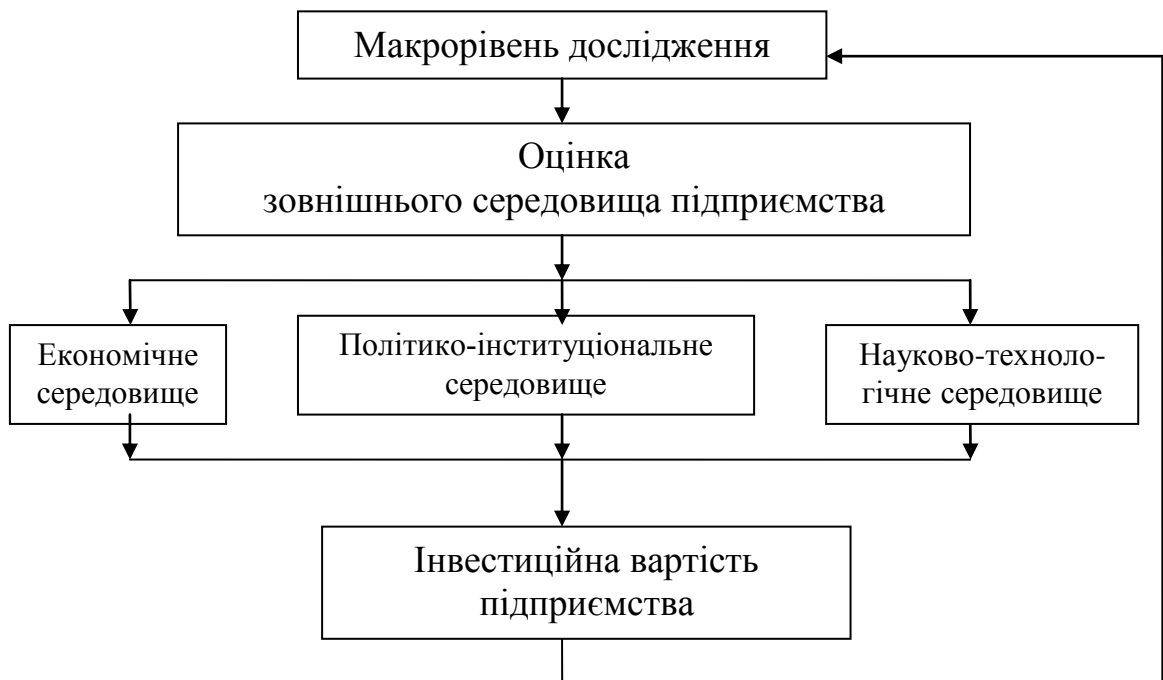 Макрорівень дослідження
Оцінка
зовнішнього середовища підприємства
Економічне
середовище
Політико-інституціональне
середовище
Науково-техноло-
гічне середовище
Інвестиційна вартість
підприємства